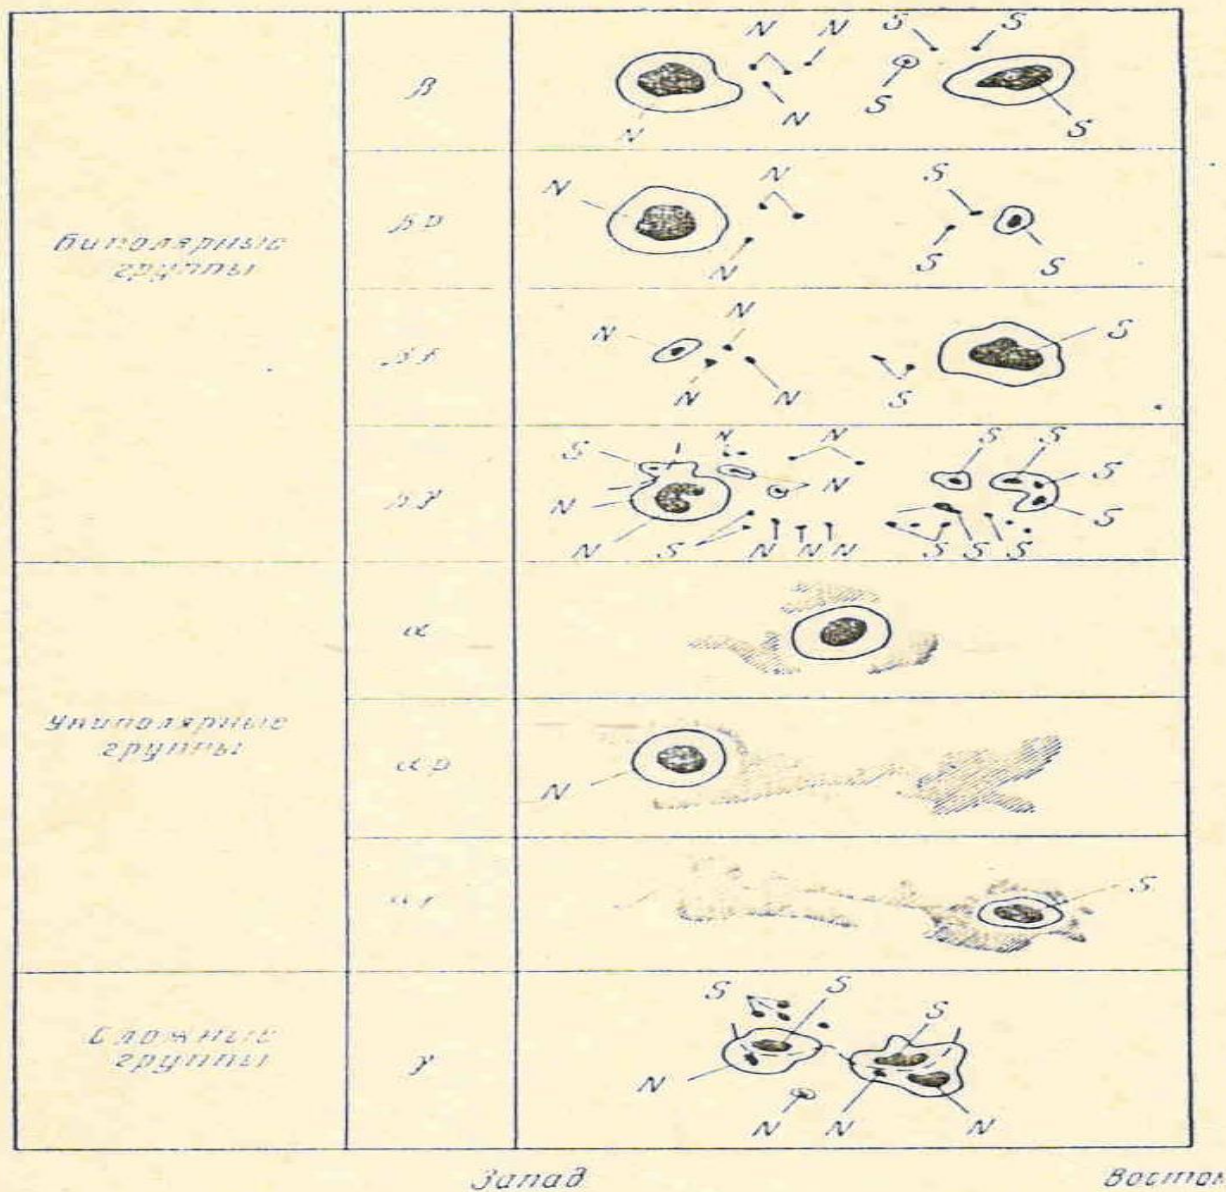 N N S S
β
N N S S
N S
Биполярные
группы
βp
N N S
N S S
βf
N N S
N N S
βγ
S N N S S
N N S
N S N N N S S S S
Униполярные
группы
α
αp
N
αf
S
Сложные
группы
γ
S S S
N
N N N
Запад Восток